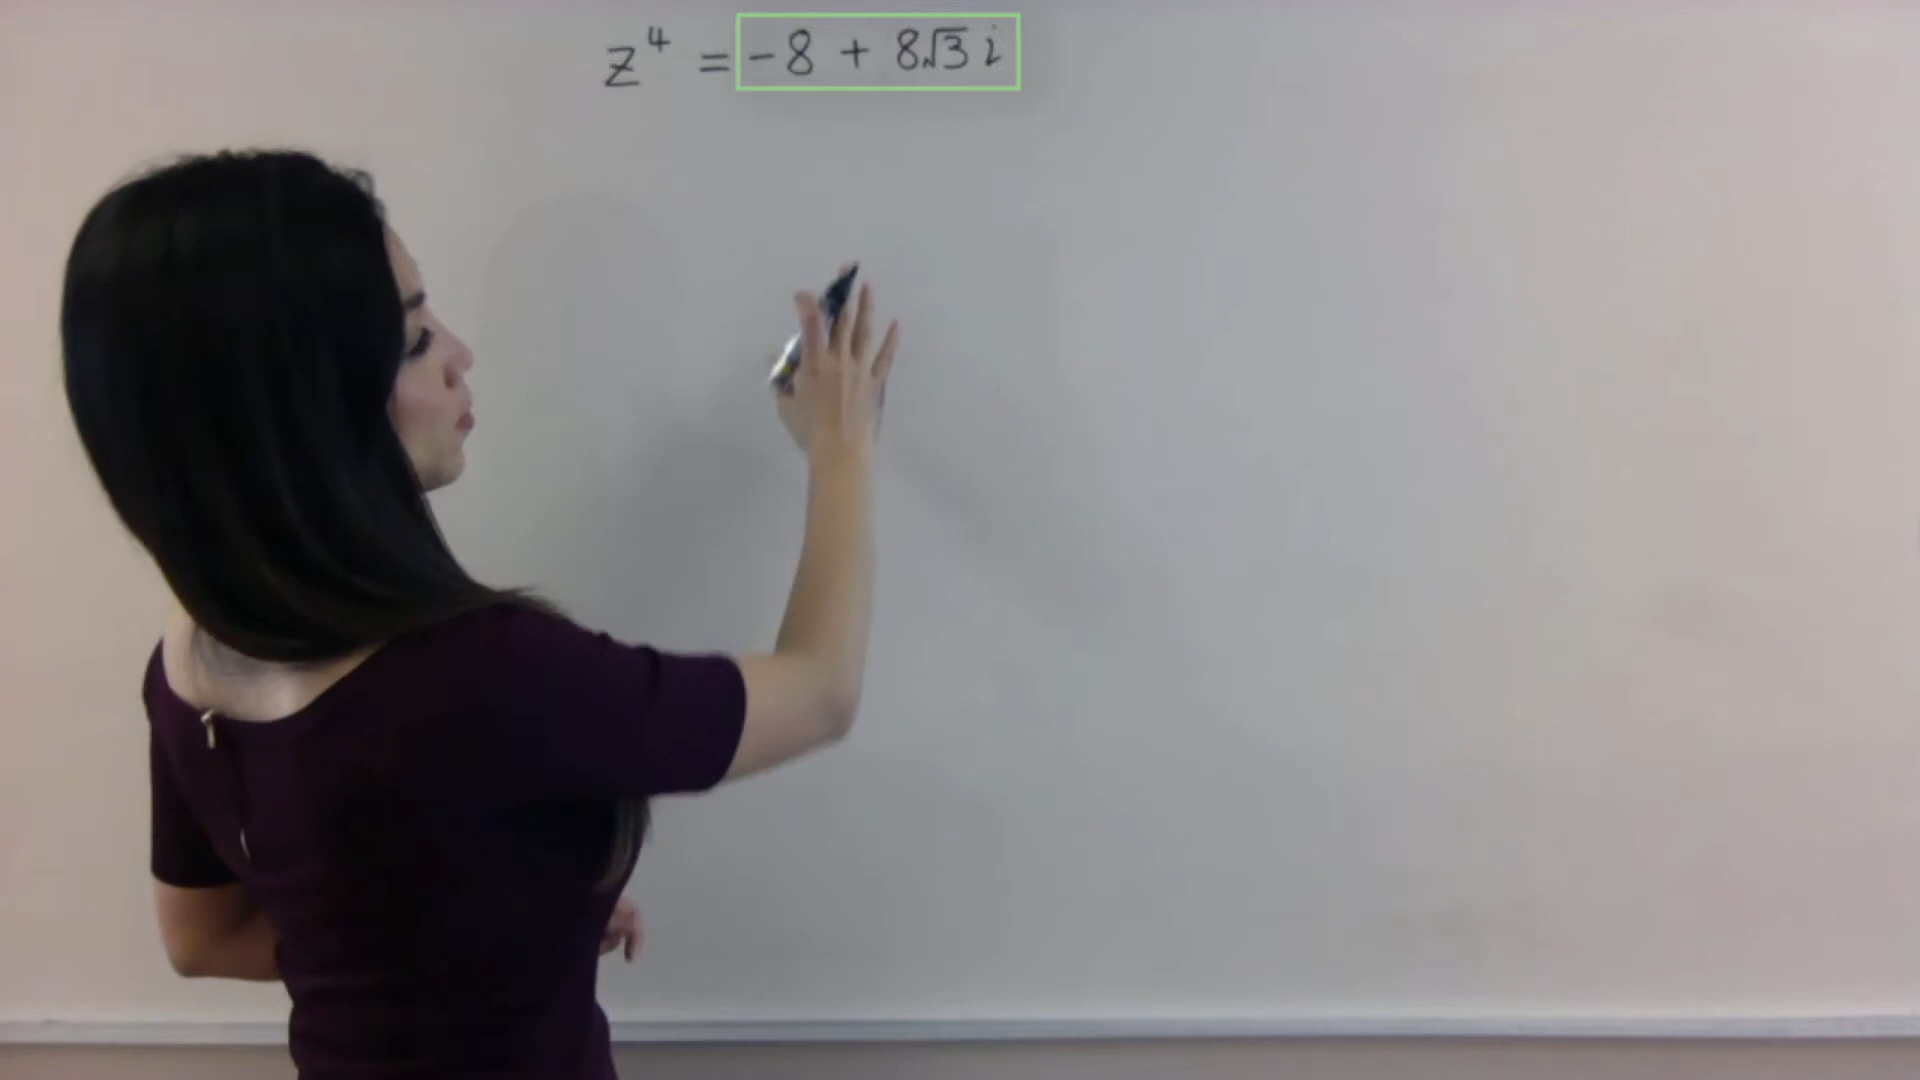 z⁴ = -8 + 8√3 i